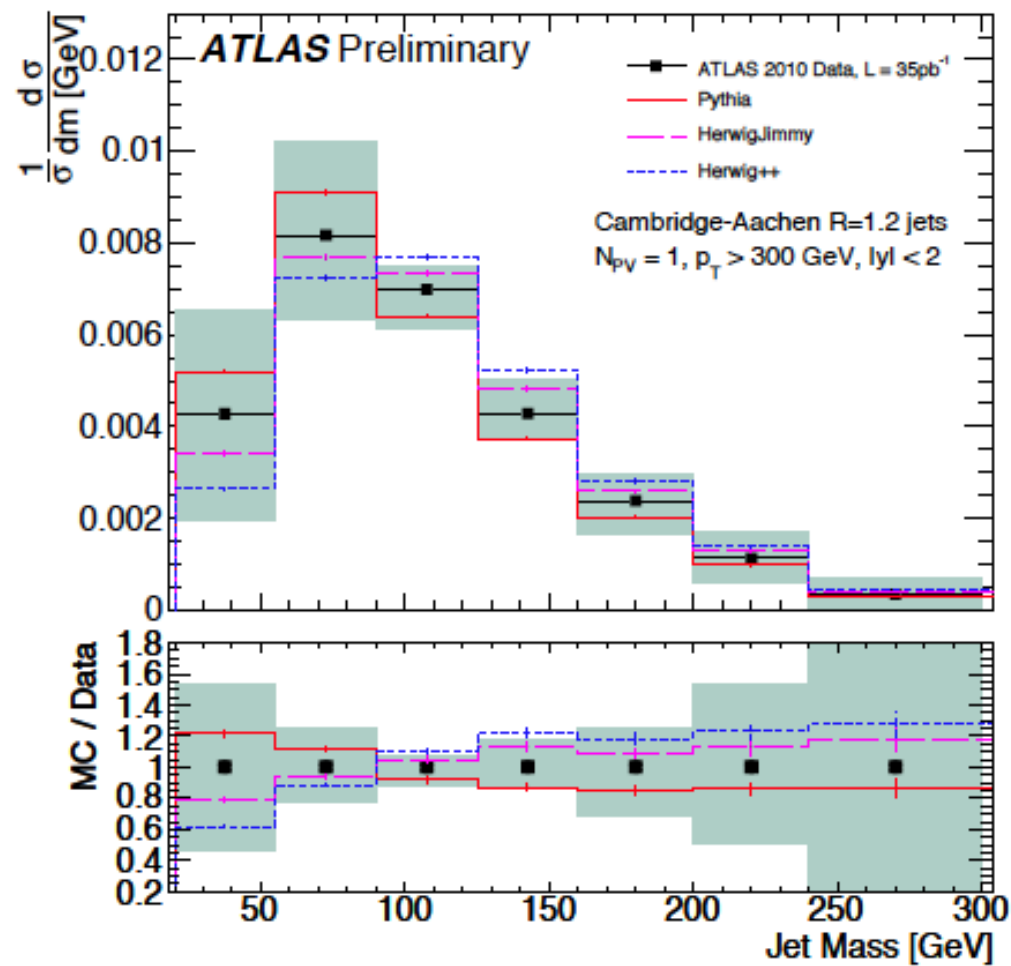 ATLAS Preliminary
1/σ dσ/dm [GeV]
ATLAS 2010 Data, L = 35pb⁻¹
Pythia
HerwigJimmy
Herwig++
Cambridge-Aachen R=1.2 jets
N_PV = 1, p_T > 300 GeV, |y| < 2
0.012
0.01
0.008
0.006
0.004
0.002
0
MC / Data
1.8
1.6
1.4
1.2
1
0.8
0.6
0.4
0.2
50 100 150 200 250 300
Jet Mass [GeV]